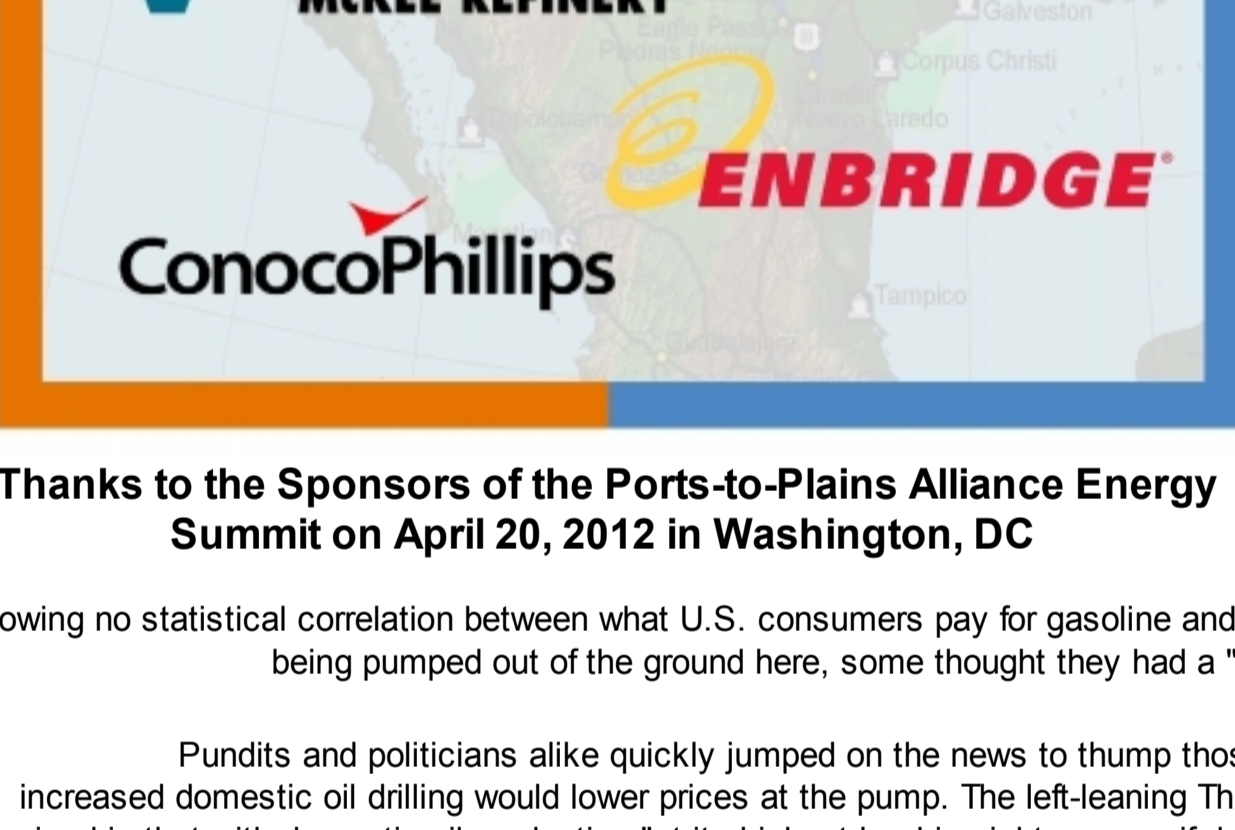 McKEE REFINERY
Galveston
Eagle Pass
Piedras Negras
Corpus Christi
Laredo
Nuevo Laredo
ENBRIDGE®
Mazatlan
ConocoPhillips
Tampico
Guadalajara
Thanks to the Sponsors of the Ports-to-Plains Alliance Energy
Summit on April 20, 2012 in Washington, DC
owing no statistical correlation between what U.S. consumers pay for gasoline and
being pumped out of the ground here, some thought they had a "
Pundits and politicians alike quickly jumped on the news to thump thos
increased domestic oil drilling would lower prices at the pump. The left-leaning Th